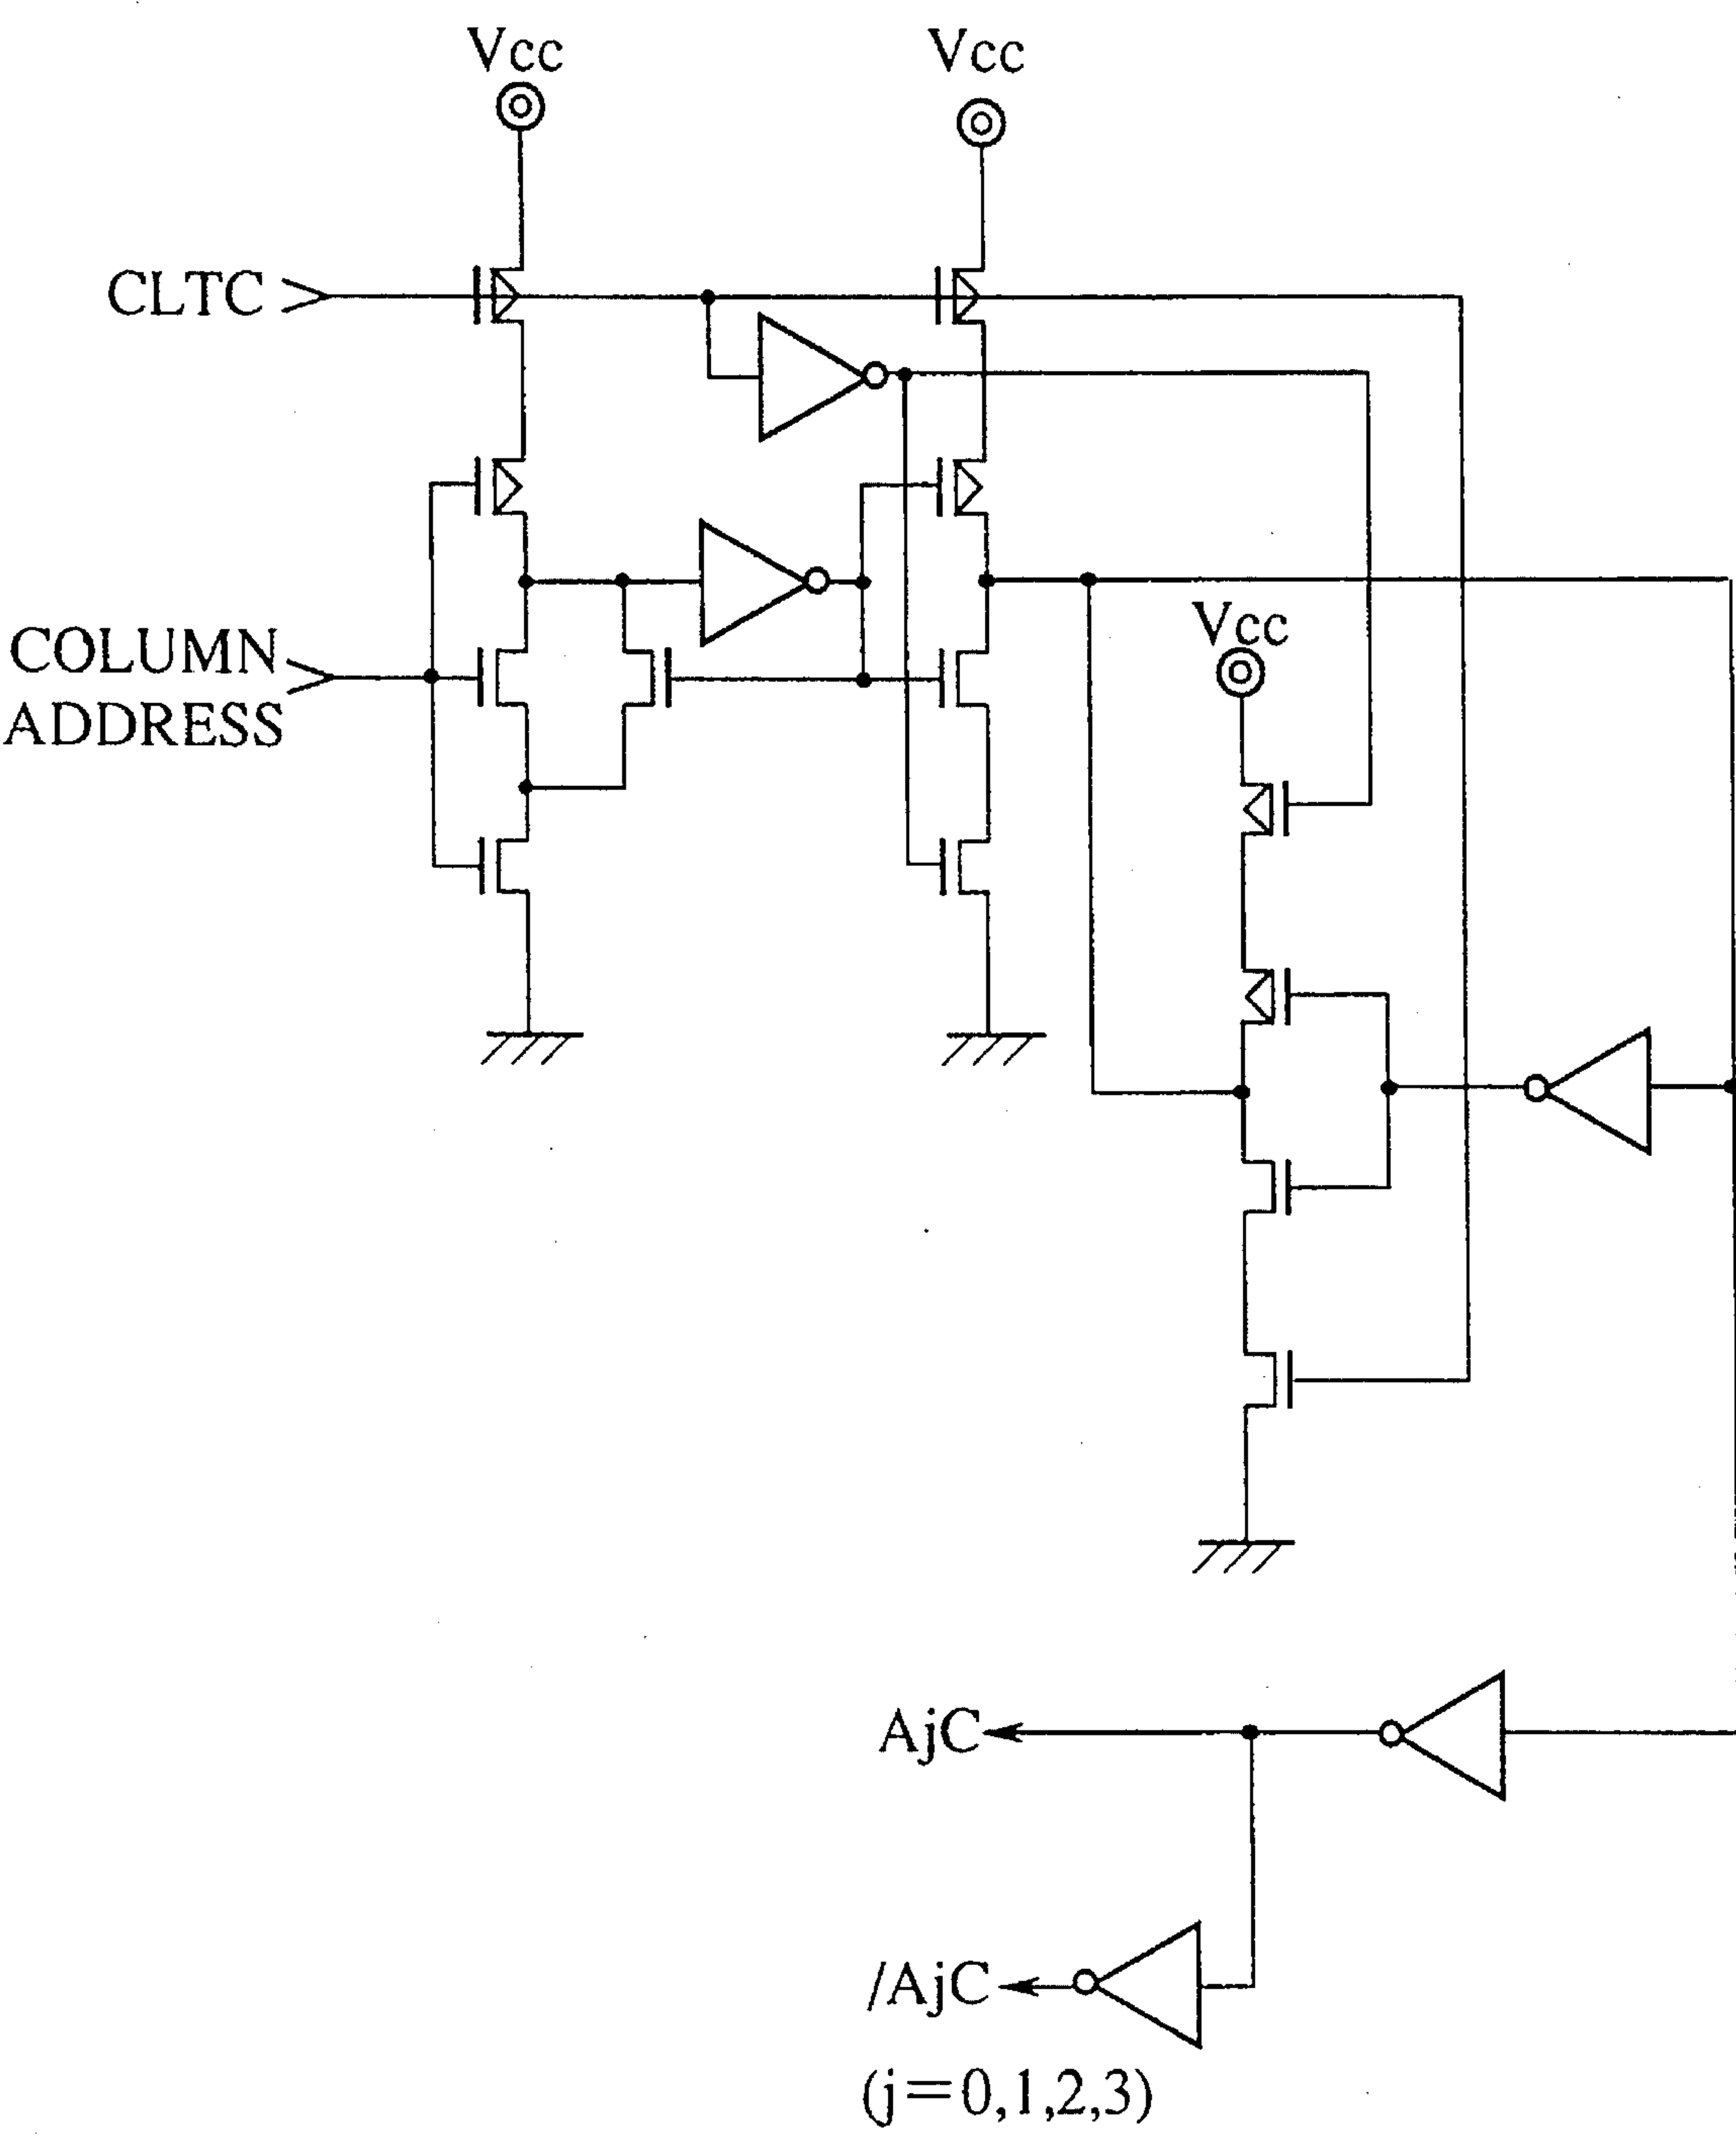 Vcc
Vcc
CLTC
COLUMN
ADDRESS
Vcc
AjC
/AjC
(j=0,1,2,3)